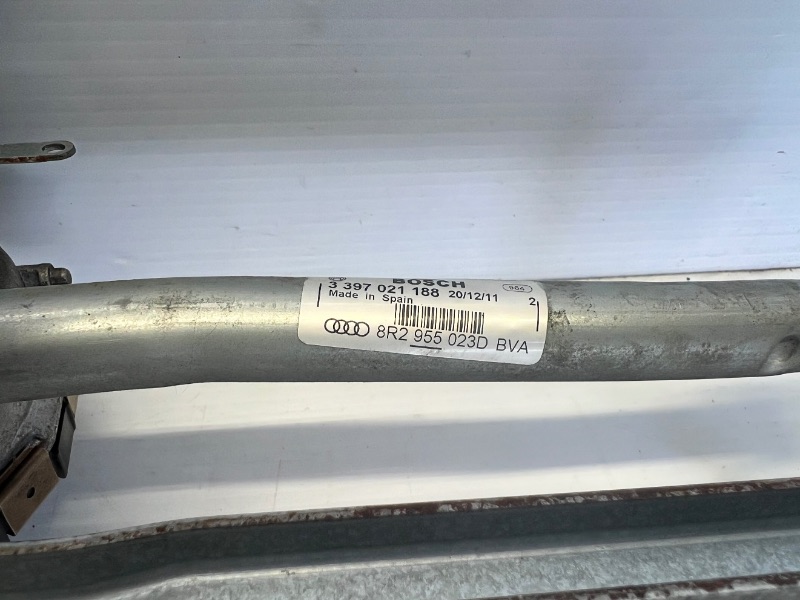 BOSCH
3 397 021 188 20/12/11
Made in Spain 2
8R2 955 023D BVA